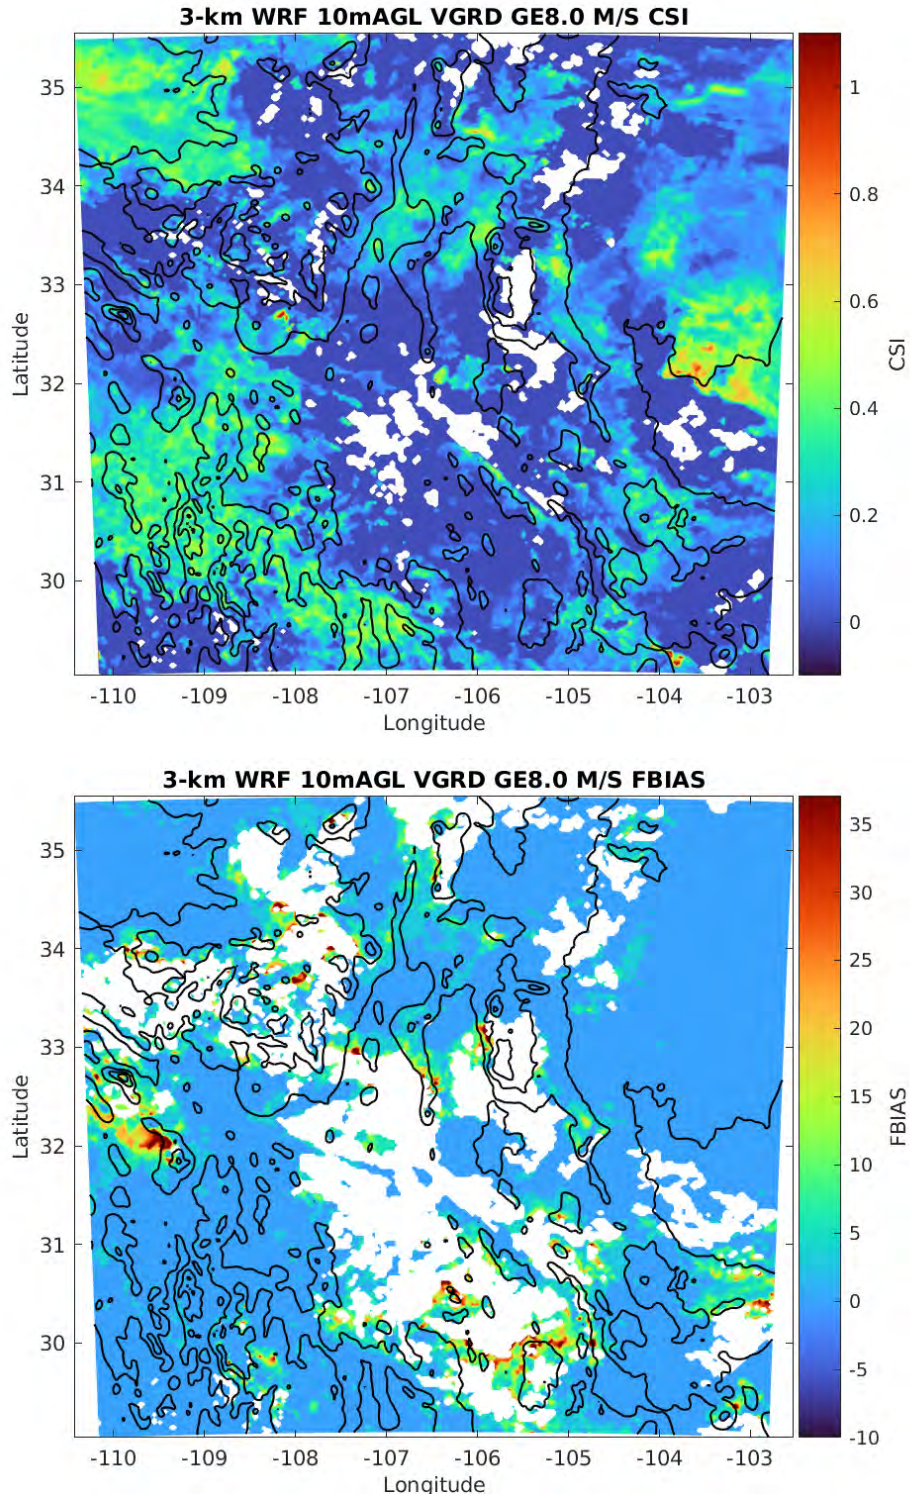 3-km WRF 10mAGL VGRD GE8.0 M/S CSI
35
34
33
32
31
30
Latitude
-110 -109 -108 -107 -106 -105 -104 -103
Longitude
1
0.8
0.6
0.4
0.2
0
CSI
3-km WRF 10mAGL VGRD GE8.0 M/S FBIAS
35
34
33
32
31
30
Latitude
-110 -109 -108 -107 -106 -105 -104 -103
Longitude
35
30
25
20
15
10
5
0
-5
-10
FBIAS